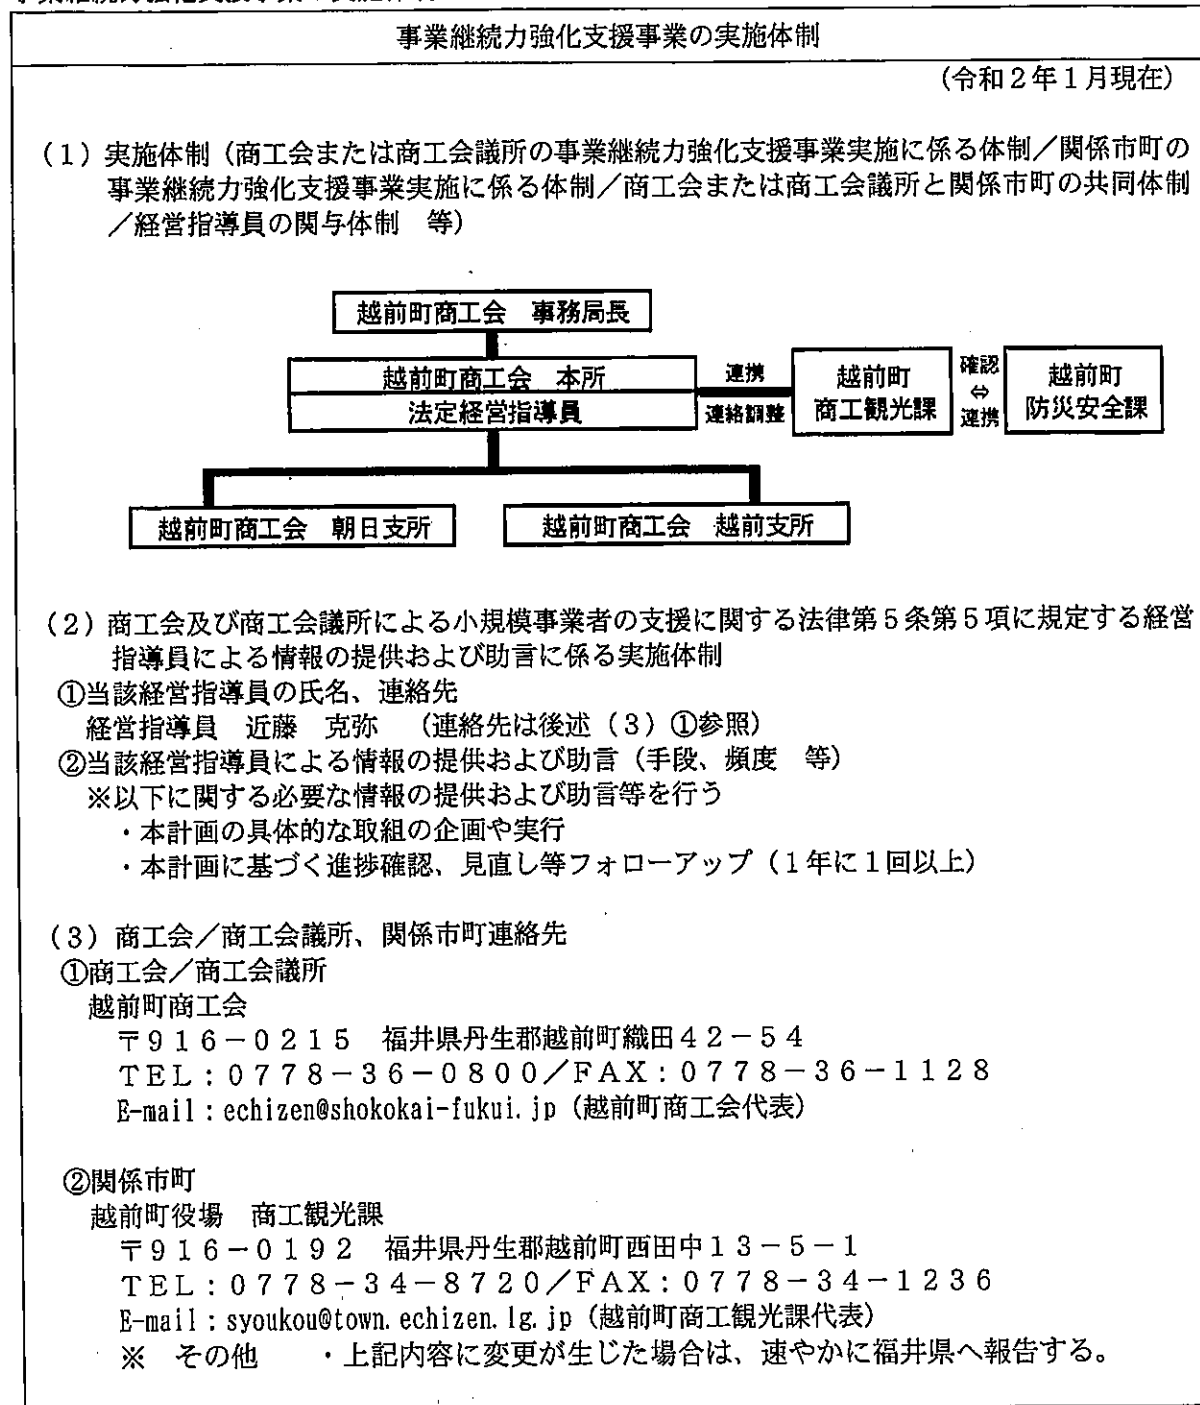 事業継続力強化支援事業の実施体制
(令和2年1月現在)
(1)実施体制(商工会または商工会議所の事業継続力強化支援事業実施に係る体制/関係市町の
事業継続力強化支援事業実施に係る体制/商工会または商工会議所と関係市町の共同体制
/経営指導員の関与体制 等)
越前町商工会 事務局長
越前町商工会 本所
法定経営指導員
連携
連絡調整
越前町
商工観光課
確認
⇔
連携
越前町
防災安全課
越前町商工会 朝日支所
越前町商工会 越前支所
(2)商工会及び商工会議所による小規模事業者の支援に関する法律第5条第5項に規定する経営
指導員による情報の提供および助言に係る実施体制
①当該経営指導員の氏名、連絡先
経営指導員 近藤 克弥 (連絡先は後述(3)①参照)
②当該経営指導員による情報の提供および助言(手段、頻度 等)
※以下に関する必要な情報の提供および助言等を行う
・本計画の具体的な取組の企画や実行
・本計画に基づく進捗確認、見直し等フォローアップ(1年に1回以上)
(3)商工会/商工会議所、関係市町連絡先
①商工会/商工会議所
越前町商工会
〒916-0215 福井県丹生郡越前町織田42-54
TEL:0778-36-0800/FAX:0778-36-1128
E-mail:echizen@shokokai-fukui.jp(越前町商工会代表)
②関係市町
越前町役場 商工観光課
〒916-0192 福井県丹生郡越前町西田中13-5-1
TEL:0778-34-8720/FAX:0778-34-1236
E-mail:syoukou@town.echizen.lg.jp(越前町商工観光課代表)
※ その他 ・上記内容に変更が生じた場合は、速やかに福井県へ報告する。